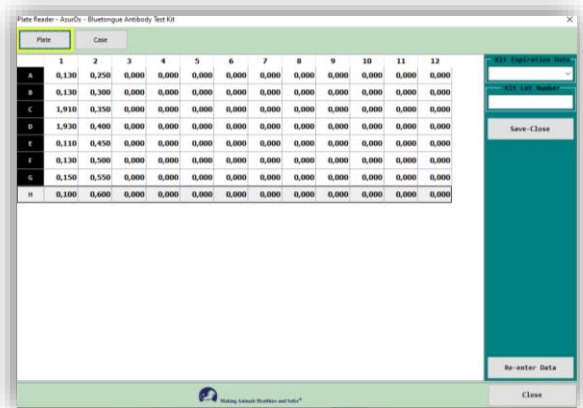 Plate Reader - AsurDx - Bluetongue Antibody Test Kit
Plate Case
1 2 3 4 5 6 7 8 9 10 11 12
A 0,130 0,250 0,000 0,000 0,000 0,000 0,000 0,000 0,000 0,000 0,000 0,000
B 0,130 0,300 0,000 0,000 0,000 0,000 0,000 0,000 0,000 0,000 0,000 0,000
C 1,910 0,350 0,000 0,000 0,000 0,000 0,000 0,000 0,000 0,000 0,000 0,000
D 1,930 0,400 0,000 0,000 0,000 0,000 0,000 0,000 0,000 0,000 0,000 0,000
E 0,110 0,450 0,000 0,000 0,000 0,000 0,000 0,000 0,000 0,000 0,000 0,000
F 0,130 0,500 0,000 0,000 0,000 0,000 0,000 0,000 0,000 0,000 0,000 0,000
G 0,150 0,550 0,000 0,000 0,000 0,000 0,000 0,000 0,000 0,000 0,000 0,000
H 0,100 0,600 0,000 0,000 0,000 0,000 0,000 0,000 0,000 0,000 0,000 0,000
Kit Expiration Date
Kit Lot Number
Save-Close
Re-enter Data
Making Animals Healthier and Safer®
Close